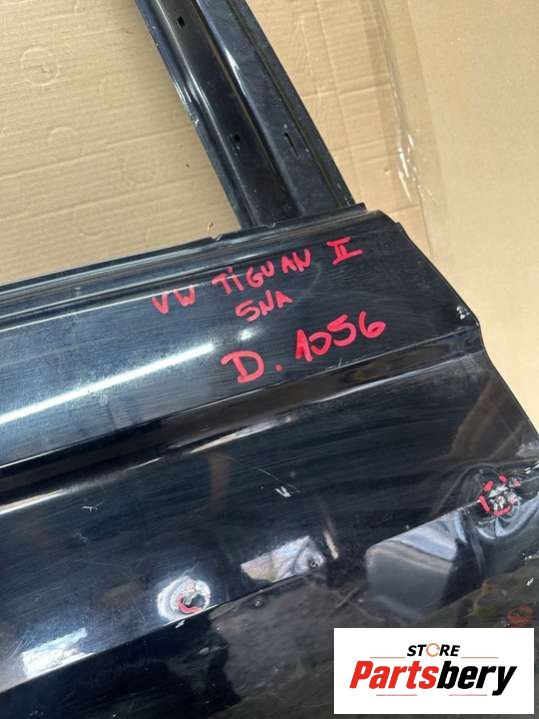 VW TiGUAN II
5NA
D. 1056
STORE
Partsbery